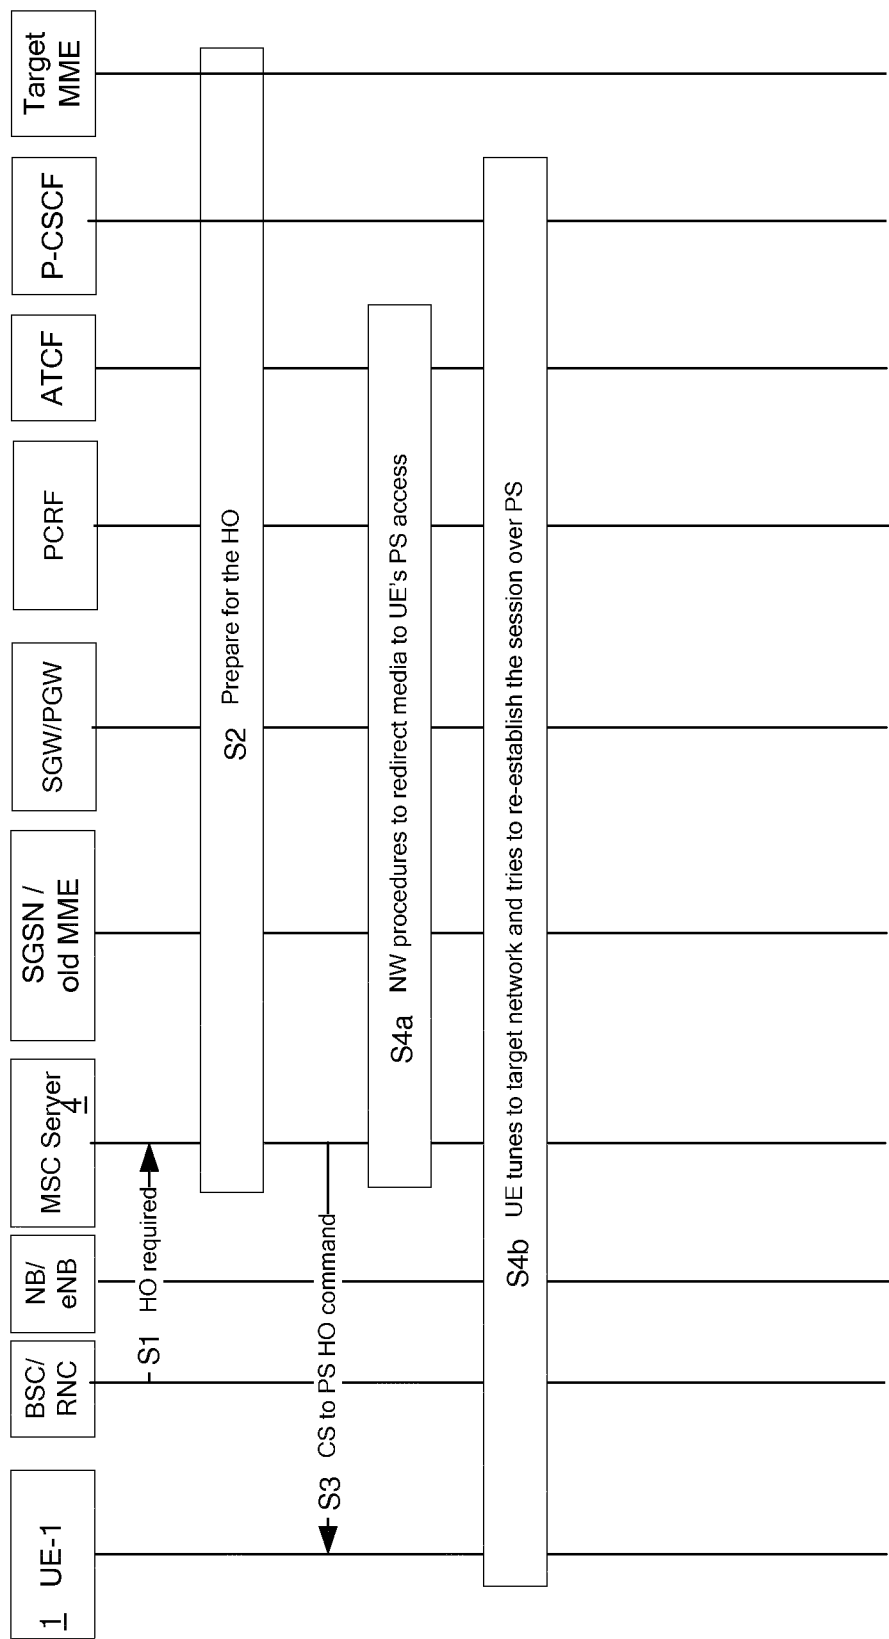 1 UE-1
BSC/
RNC
NB/
eNB
MSC Server
4
SGSN /
old MME
SGW/PGW
PCRF
ATCF
P-CSCF
Target
MME
S1 HO required
S2 Prepare for the HO
S3 CS to PS HO command
S4a NW procedures to redirect media to UE's PS access
S4b UE tunes to target network and tries to re-establish the session over PS